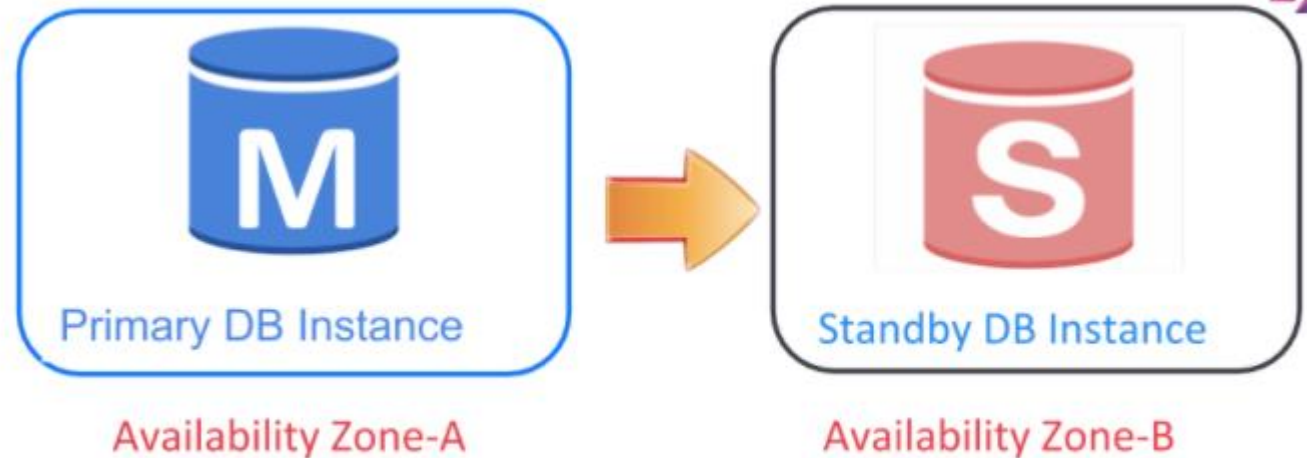 M
S
Primary DB Instance
Standby DB Instance
Availability Zone-A
Availability Zone-B